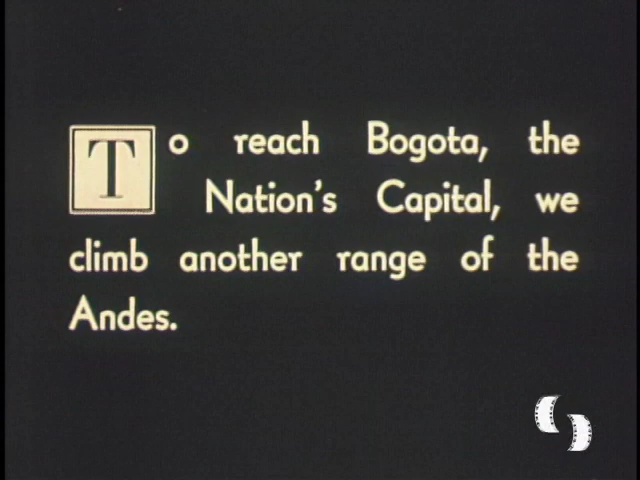 To reach Bogota, the
Nation's Capital, we
climb another range of the
Andes.